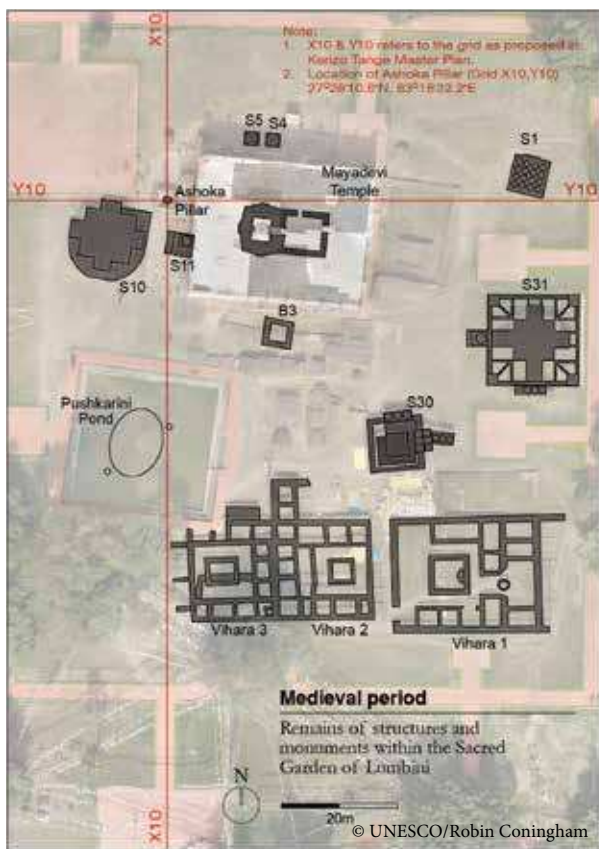 X10
Note:
1. X10 & Y10 refers to the grid as proposed in
Kenzo Tange Master Plan.
2. Location of Ashoka Pillar (Grid X10,Y10)
S5 S4
S1
Mayadevi
Temple
Y10
Ashoka
Pillar
Y10
S11
S10
B3
S31
Pushkarini
Pond
S30
Vihara 3
Vihara 2
Vihara 1
Medieval period
Remains of structures and
monuments within the Sacred
Garden of
N
20m
X10
© UNESCO/Robin Coningham